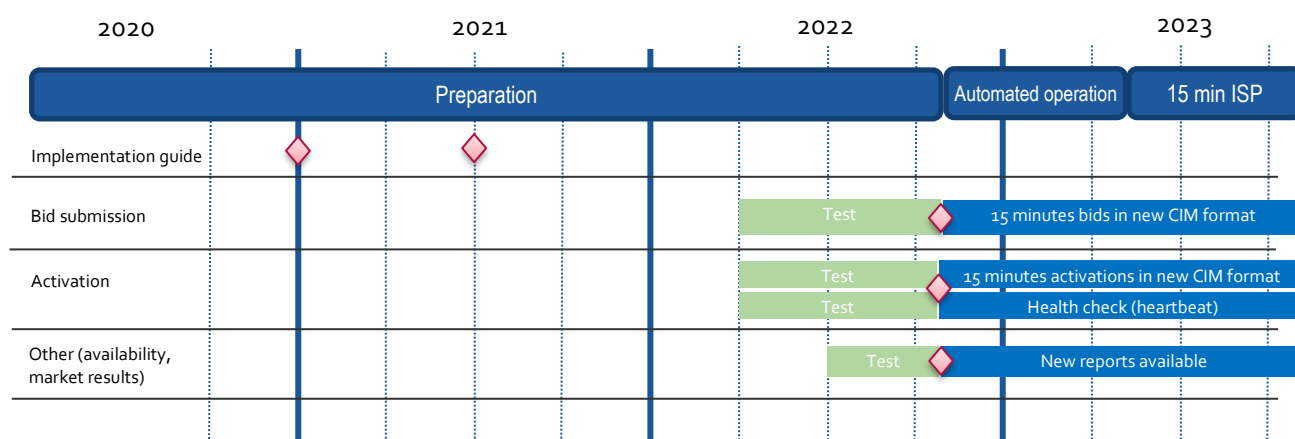 2020 2021 2022 2023
Preparation Automated operation 15 min ISP
Implementation guide
Bid submission
Test 15 minutes bids in new CIM format
Activation
Test 15 minutes activations in new CIM format
Test Health check (heartbeat)
Other (availability,
market results)
Test New reports available